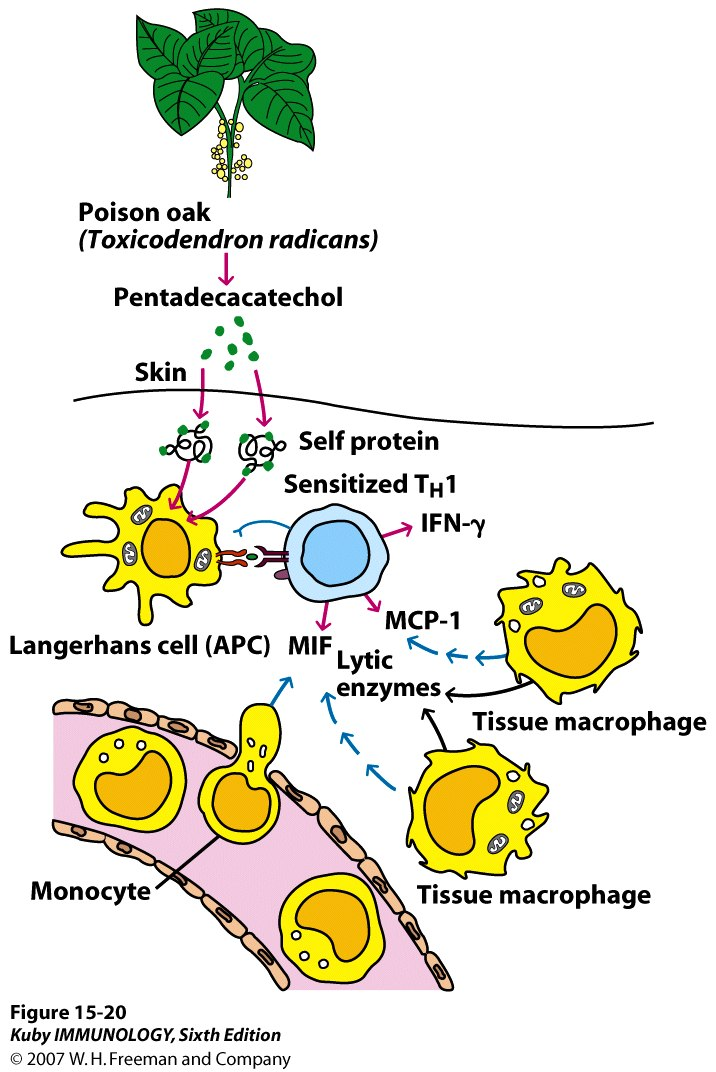 Poison oak
(Toxicodendron radicans)
Pentadecacatechol
Skin
Self protein
Sensitized TH1
IFN-γ
MCP-1
Langerhans cell (APC)
MIF
Lytic
enzymes
Tissue macrophage
Tissue macrophage
Monocyte
Figure 15-20
Kuby IMMUNOLOGY, Sixth Edition
© 2007 W. H. Freeman and Company